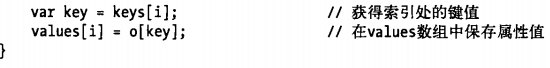 var key = keys[i]; // 获得索引处的键值
values[i] = o[key]; // 在values数组中保存属性值
}